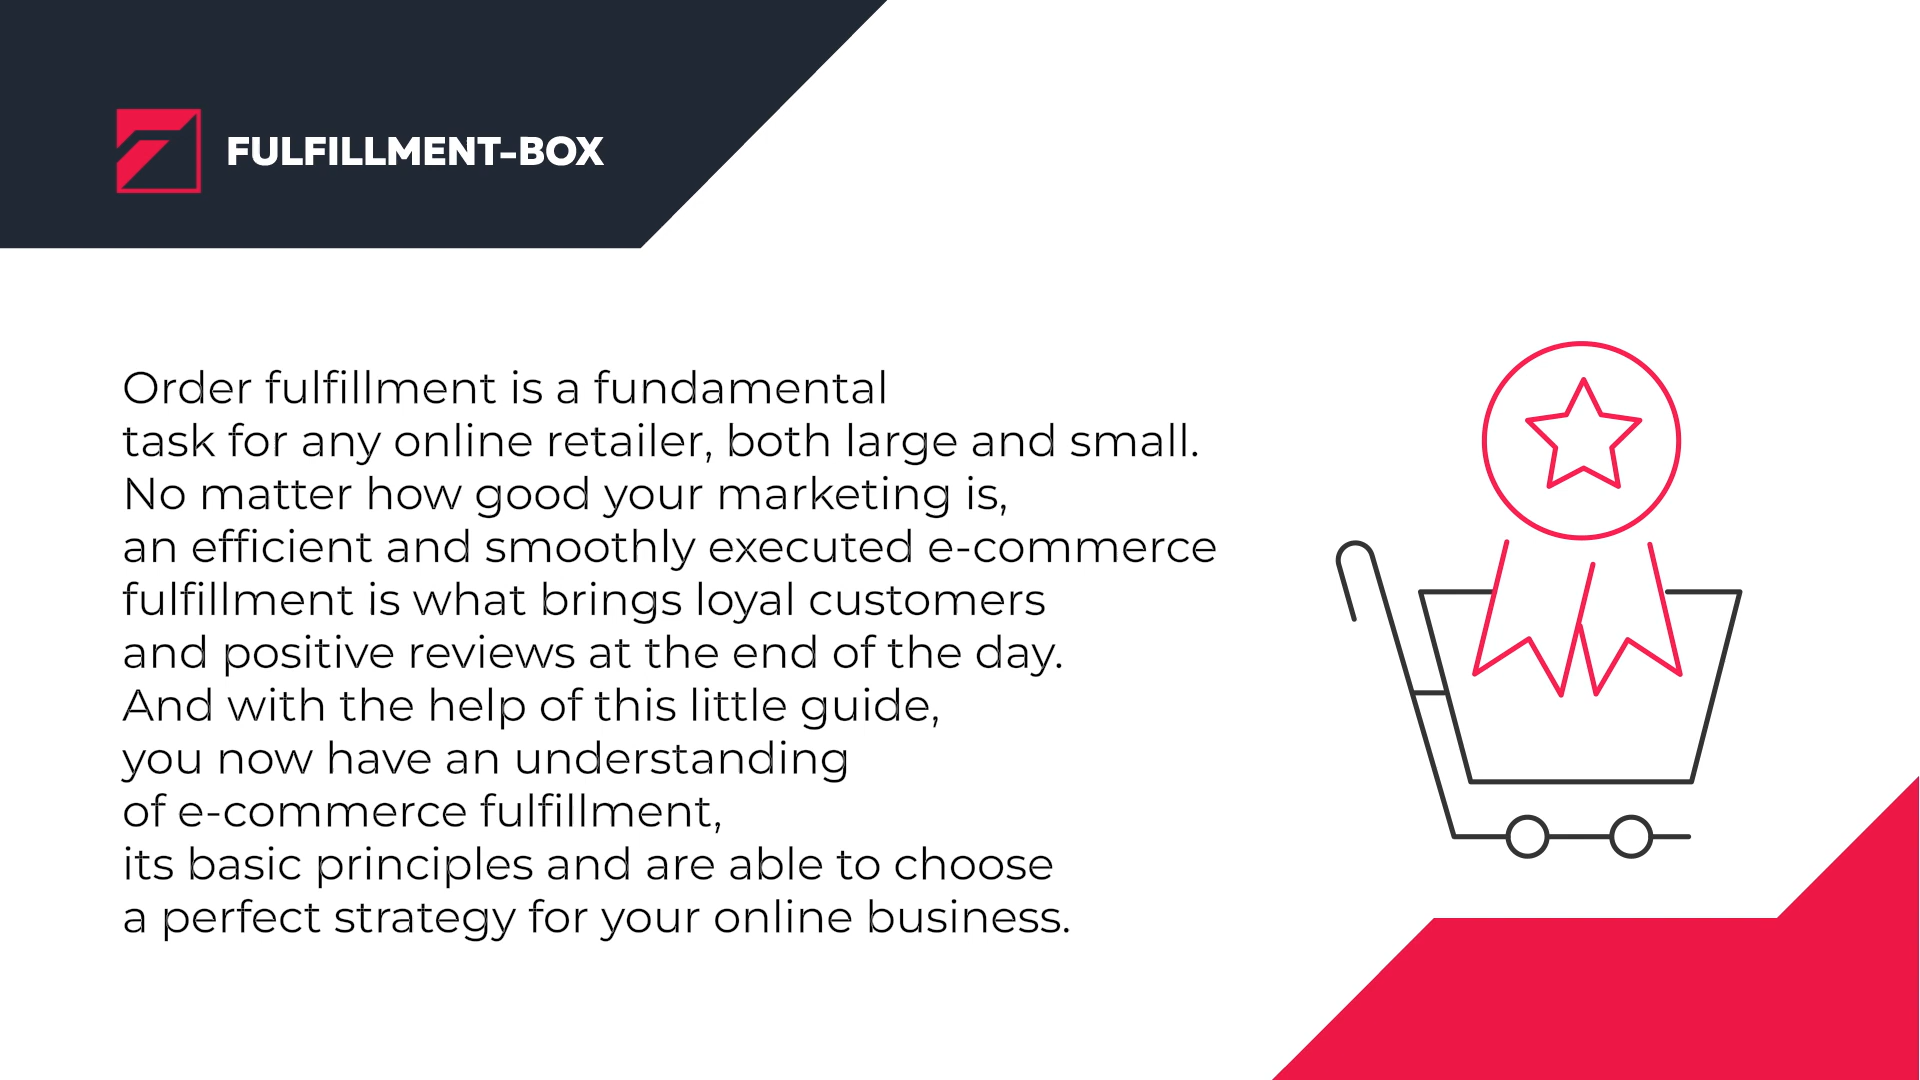 FULFILLMENT-BOX
Order fulfillment is a fundamental
task for any online retailer, both large and small.
No matter how good your marketing is,
an efficient and smoothly executed e-commerce
fulfillment is what brings loyal customers
and positive reviews at the end of the day.
And with the help of this little guide,
you now have an understanding
of e-commerce fulfillment,
its basic principles and are able to choose
a perfect strategy for your online business.